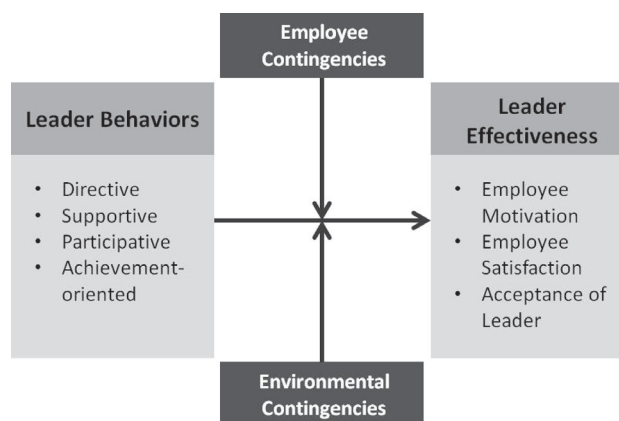 Employee
Contingencies
Leader Behaviors
• Directive
• Supportive
• Participative
• Achievement-
oriented
Leader
Effectiveness
• Employee
Motivation
• Employee
Satisfaction
• Acceptance of
Leader
Environmental
Contingencies